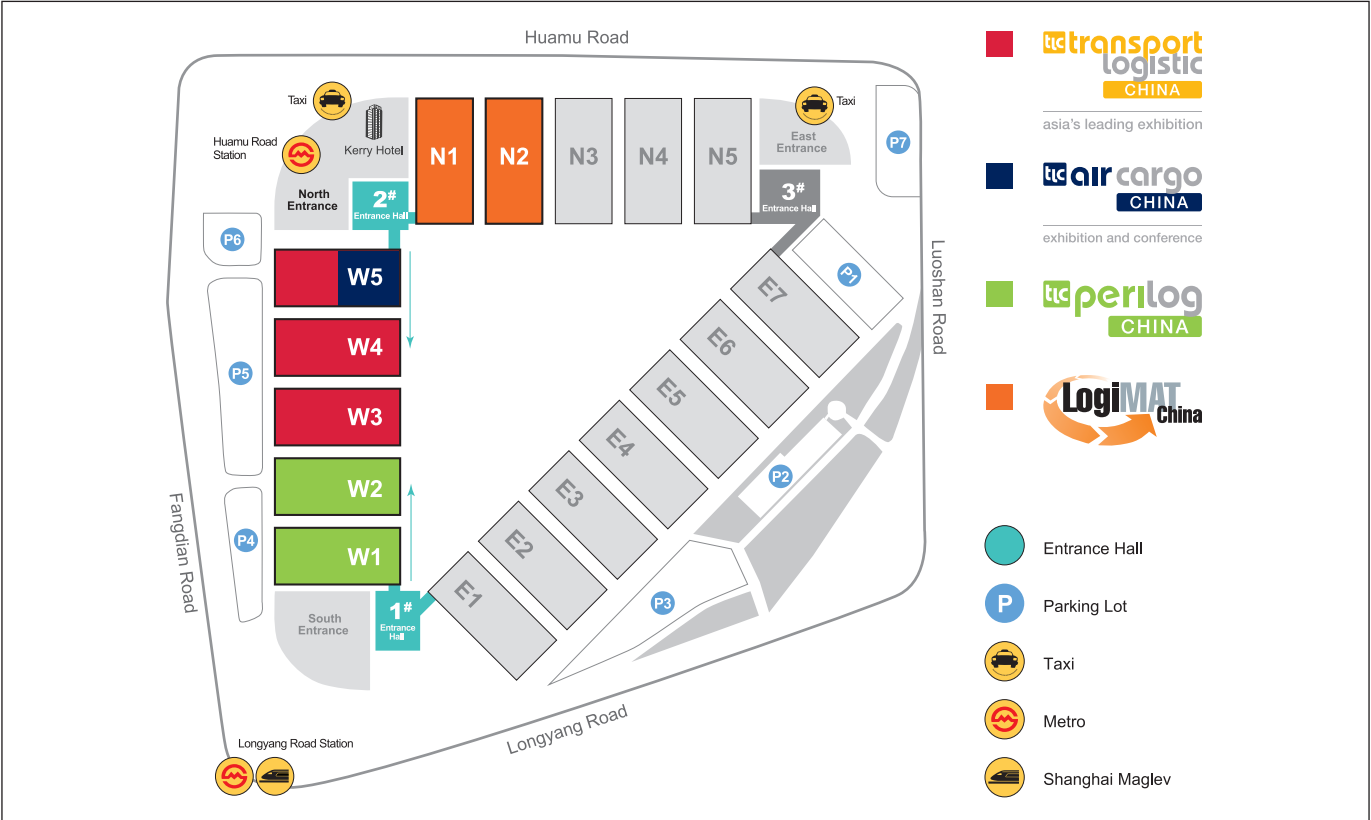 Huamu Road
Taxi
Kerry Hotel
Huamu Road
Station
North
Entrance
2#
Entrance Hall
N1
N2
N3
N4
N5
Taxi
East
Entrance
3#
Entrance Hall
P7
P6
W5
W4
W3
W2
W1
P5
P4
Fangdian Road
South
Entrance
1#
Entrance
Hall
E1
E2
E3
E4
E5
E6
E7
P1
P2
P3
Luoshan Road
Longyang Road
Longyang Road Station
tlc transport
logistic
CHINA
asia's leading exhibition
tlc air cargo
CHINA
exhibition and conference
tlc perilog
CHINA
LogiMAT
China
Entrance Hall
P
Parking Lot
Taxi
Metro
Shanghai Maglev